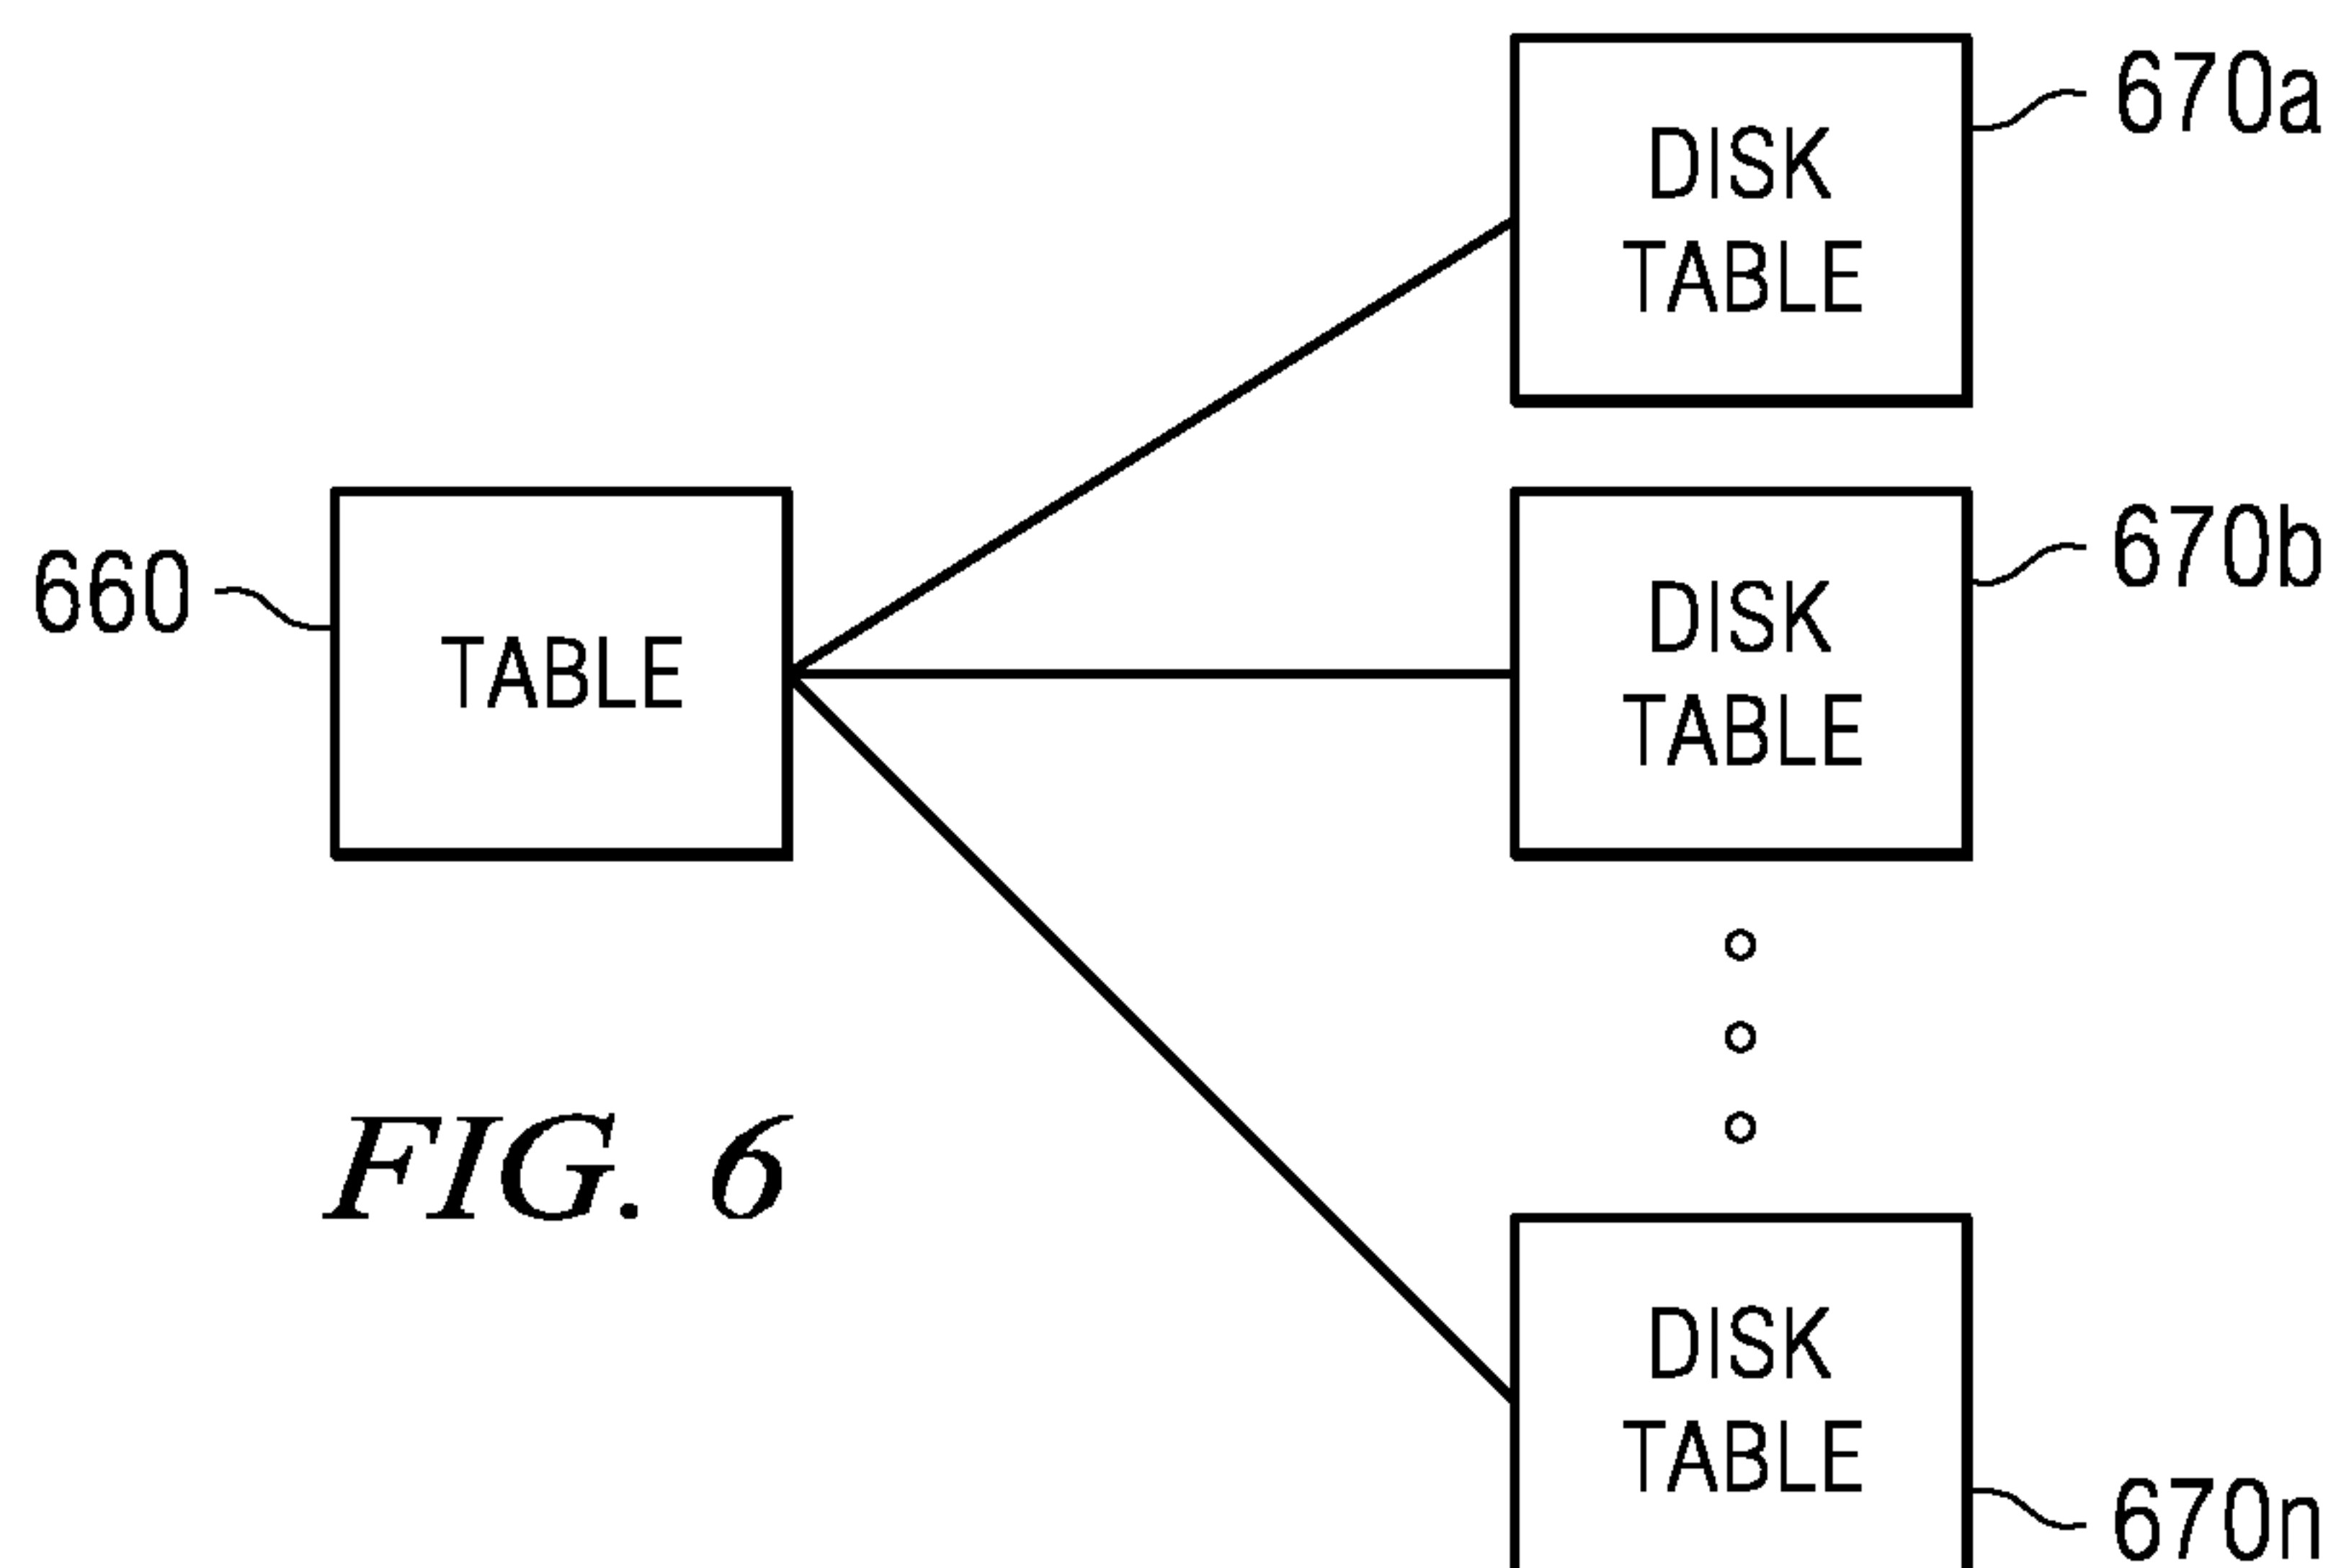 670a
DISK
TABLE
670b
660
DISK
TABLE
TABLE
FIG. 6
DISK
TABLE
670n